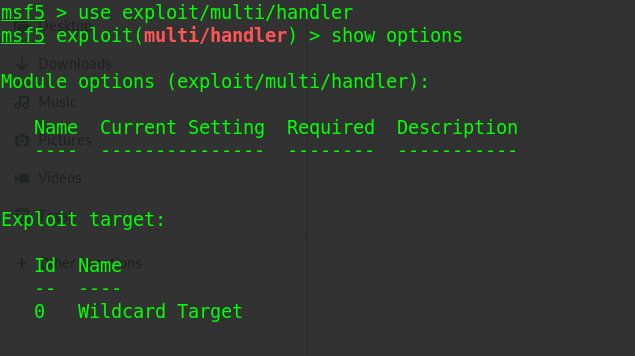 msf5 > use exploit/multi/handler
msf5 exploit(multi/handler) > show options
Downloads
Module options (exploit/multi/handler):
Music
Name Current Setting Required Description
Pictures
---- --------------- -------- -----------
Videos
Exploit target:
Id Name
-- ----
0 Wildcard Target